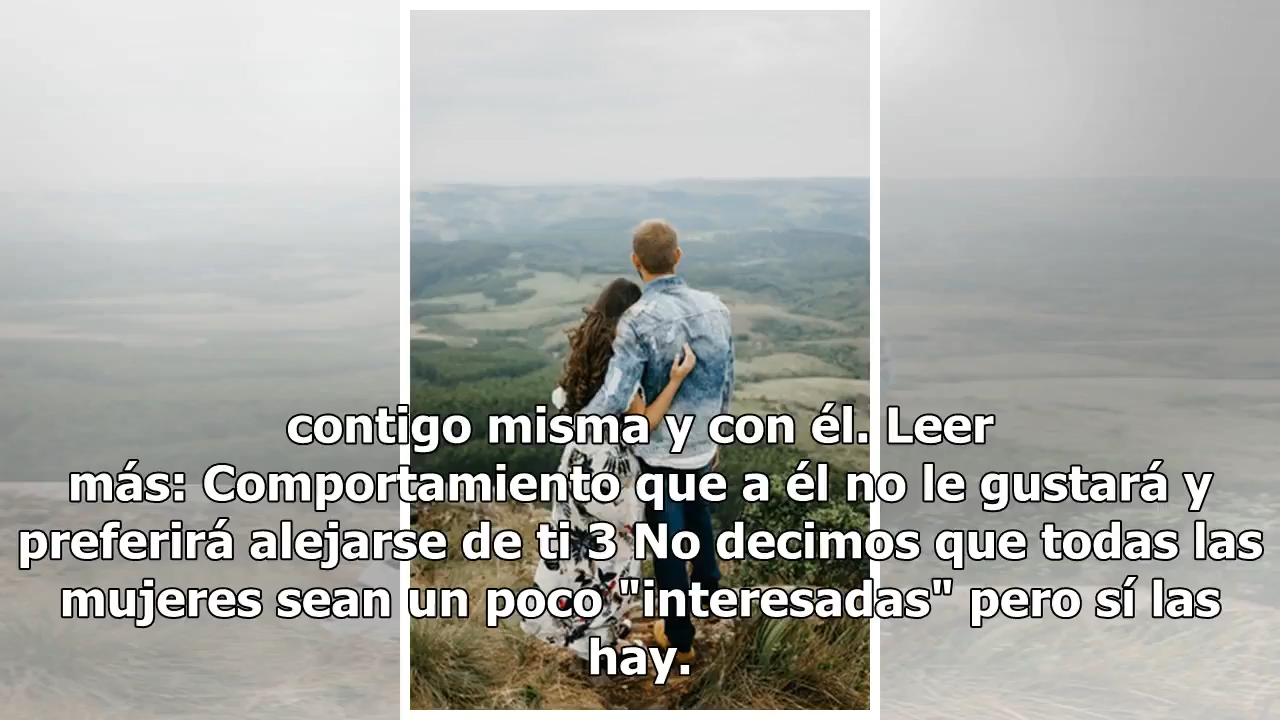 contigo misma y con él. Leer
más: Comportamiento que a él no le gustará y
preferirá alejarse de ti 3 No decimos que todas las
mujeres sean un poco "interesadas" pero sí las
hay.